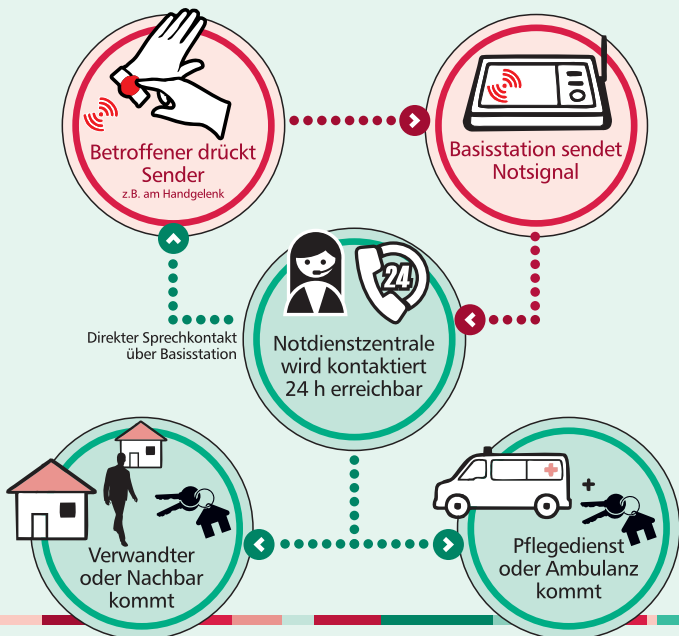 Betroffener drückt
Sender
z.B. am Handgelenk
Basisstation sendet
Notsignal
24
Direkter Sprechkontakt
über Basisstation
Notdienstzentrale
wird kontaktiert
24 h erreichbar
Verwandter
oder Nachbar
kommt
Pflegedienst
oder Ambulanz
kommt